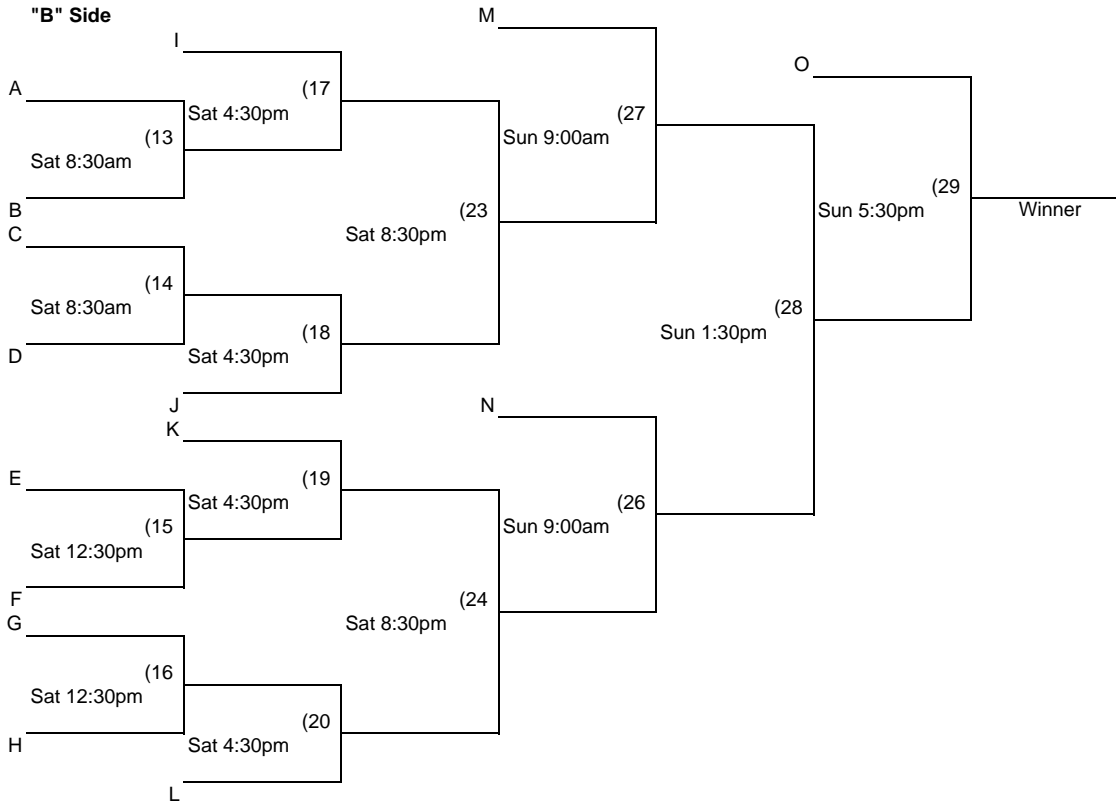 "B" Side
M
I
O
A
(17
Sat 4:30pm
(27
(13
Sun 9:00am
Sat 8:30am
(29
B
(23
Sun 5:30pm
Winner
C
Sat 8:30pm
(14
Sat 8:30am
(28
(18
Sun 1:30pm
D
Sat 4:30pm
J
N
K
E
(19
Sat 4:30pm
(26
(15
Sun 9:00am
Sat 12:30pm
F
(24
G
Sat 8:30pm
(16
Sat 12:30pm
(20
H
Sat 4:30pm
L